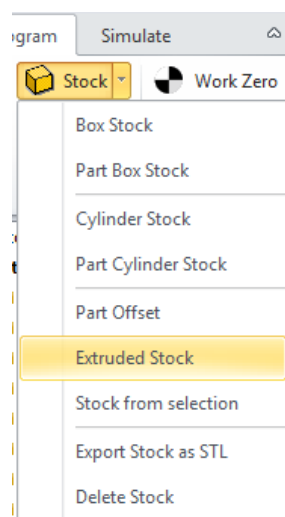 ogram Simulate
Stock Work Zero
Box Stock
Part Box Stock
Cylinder Stock
Part Cylinder Stock
Part Offset
Extruded Stock
Stock from selection
Export Stock as STL
Delete Stock